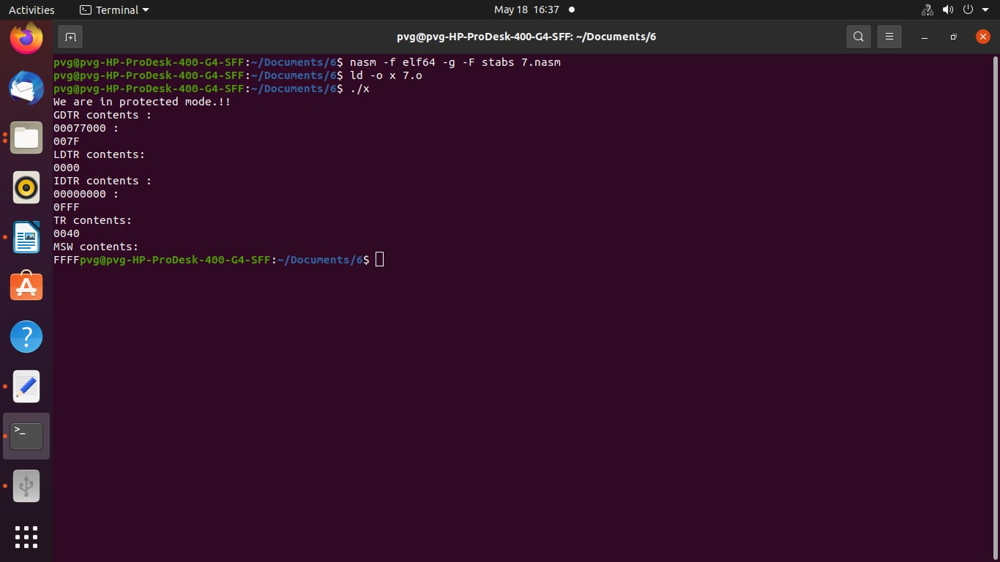 Activities
Terminal
May 18 16:37
pvg@pvg-HP-ProDesk-400-G4-SFF: ~/Documents/6
pvg@pvg-HP-ProDesk-400-G4-SFF:~/Documents/6$ nasm -f elf64 -g -F stabs 7.nasm
pvg@pvg-HP-ProDesk-400-G4-SFF:~/Documents/6$ ld -o x 7.o
pvg@pvg-HP-ProDesk-400-G4-SFF:~/Documents/6$ ./x
We are in protected mode.!!
GDTR contents :
00077000 :
007F
LDTR contents:
0000
IDTR contents :
00000000 :
0FFF
TR contents:
0040
MSW contents:
FFFFpvg@pvg-HP-ProDesk-400-G4-SFF:~/Documents/6$